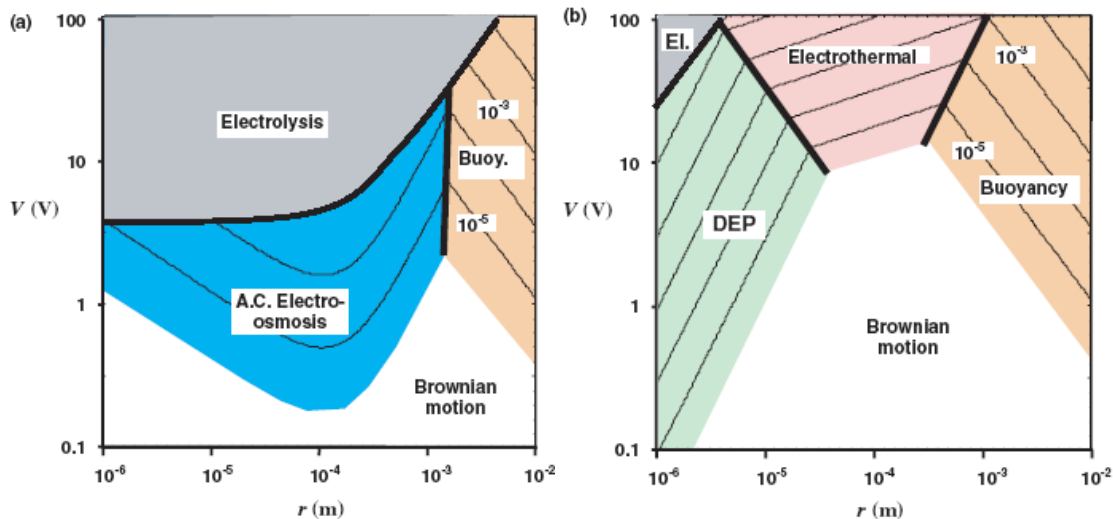 (a)
100
10
1
0.1
V (V)
Electrolysis
10⁻³
Buoy.
10⁻⁵
A.C. Electro-
osmosis
Brownian
motion
10⁻⁶
10⁻⁵
10⁻⁴
10⁻³
10⁻²
r (m)
(b)
100
10
1
0.1
V (V)
El.
Electrothermal
10⁻³
10⁻⁵
Buoyancy
DEP
Brownian
motion
10⁻⁶
10⁻⁵
10⁻⁴
10⁻³
10⁻²
r (m)